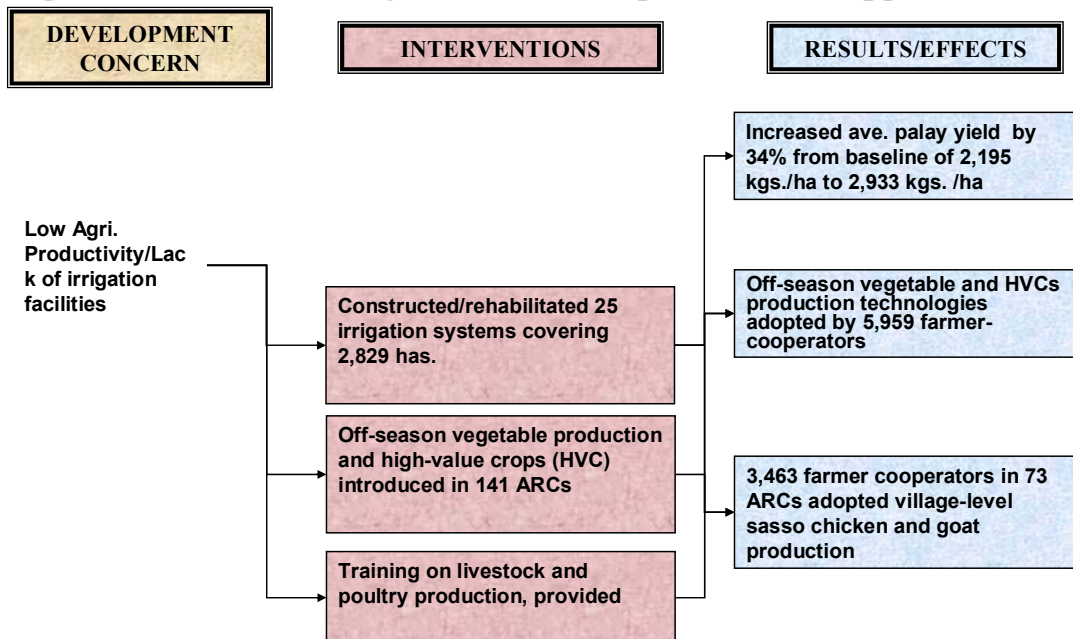 DEVELOPMENT
CONCERN
INTERVENTIONS
RESULTS/EFFECTS
Low Agri.
Productivity/Lac
k of irrigation
facilities
Constructed/rehabilitated 25
irrigation systems covering
2,829 has.
Off-season vegetable production
and high-value crops (HVC)
introduced in 141 ARCs
Training on livestock and
poultry production, provided
Increased ave. palay yield by
34% from baseline of 2,195
kgs./ha to 2,933 kgs. /ha
Off-season vegetable and HVCs
production technologies
adopted by 5,959 farmer-
cooperators
3,463 farmer cooperators in 73
ARCs adopted village-level
sasso chicken and goat
production